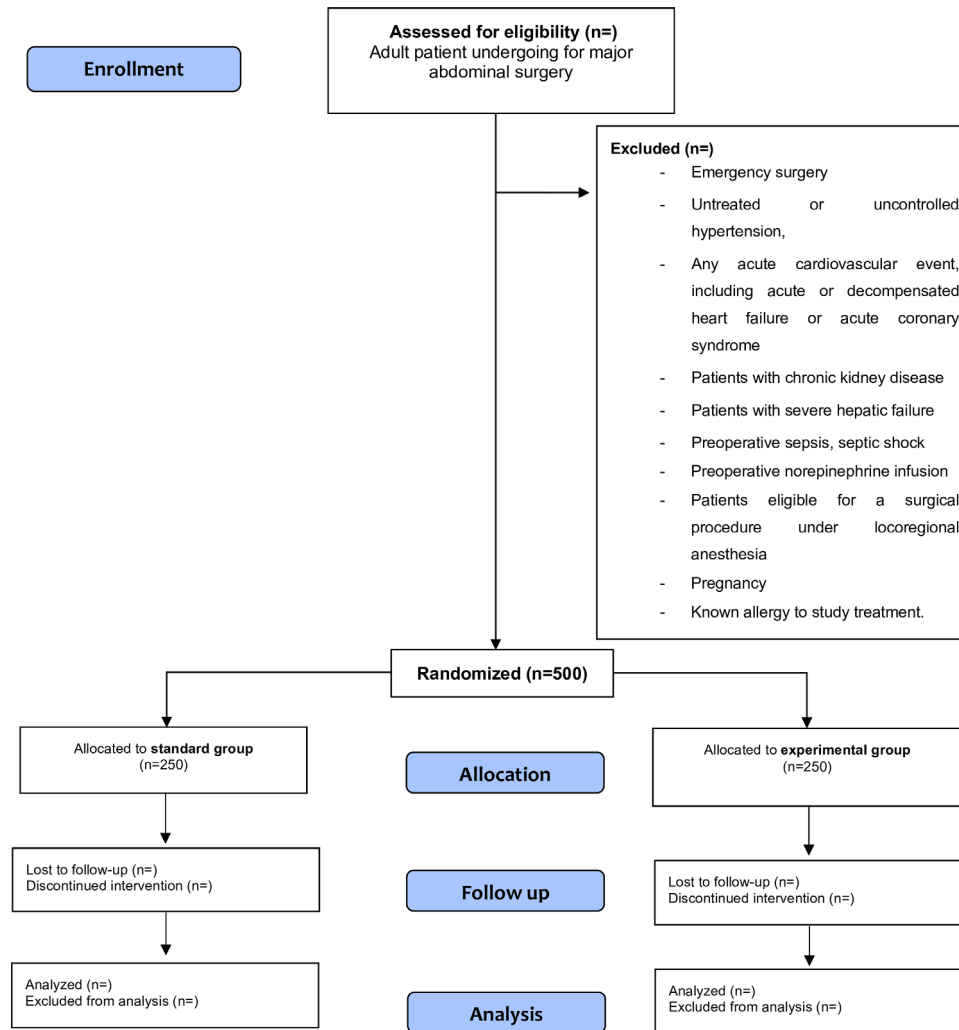 Assessed for eligibility (n=)
Adult patient undergoing for major
abdominal surgery
Enrollment
Excluded (n=)
- Emergency surgery
- Untreated or uncontrolled
hypertension,
- Any acute cardiovascular event,
including acute or decompensated
heart failure or acute coronary
syndrome
- Patients with chronic kidney disease
- Patients with severe hepatic failure
- Preoperative sepsis, septic shock
- Preoperative norepinephrine infusion
- Patients eligible for a surgical
procedure under locoregional
anesthesia
- Pregnancy
- Known allergy to study treatment.
Randomized (n=500)
Allocated to standard group
(n=250)
Allocation
Allocated to experimental group
(n=250)
Lost to follow-up (n=)
Discontinued intervention (n=)
Follow up
Lost to follow-up (n=)
Discontinued intervention (n=)
Analyzed (n=)
Excluded from analysis (n=)
Analysis
Analyzed (n=)
Excluded from analysis (n=)